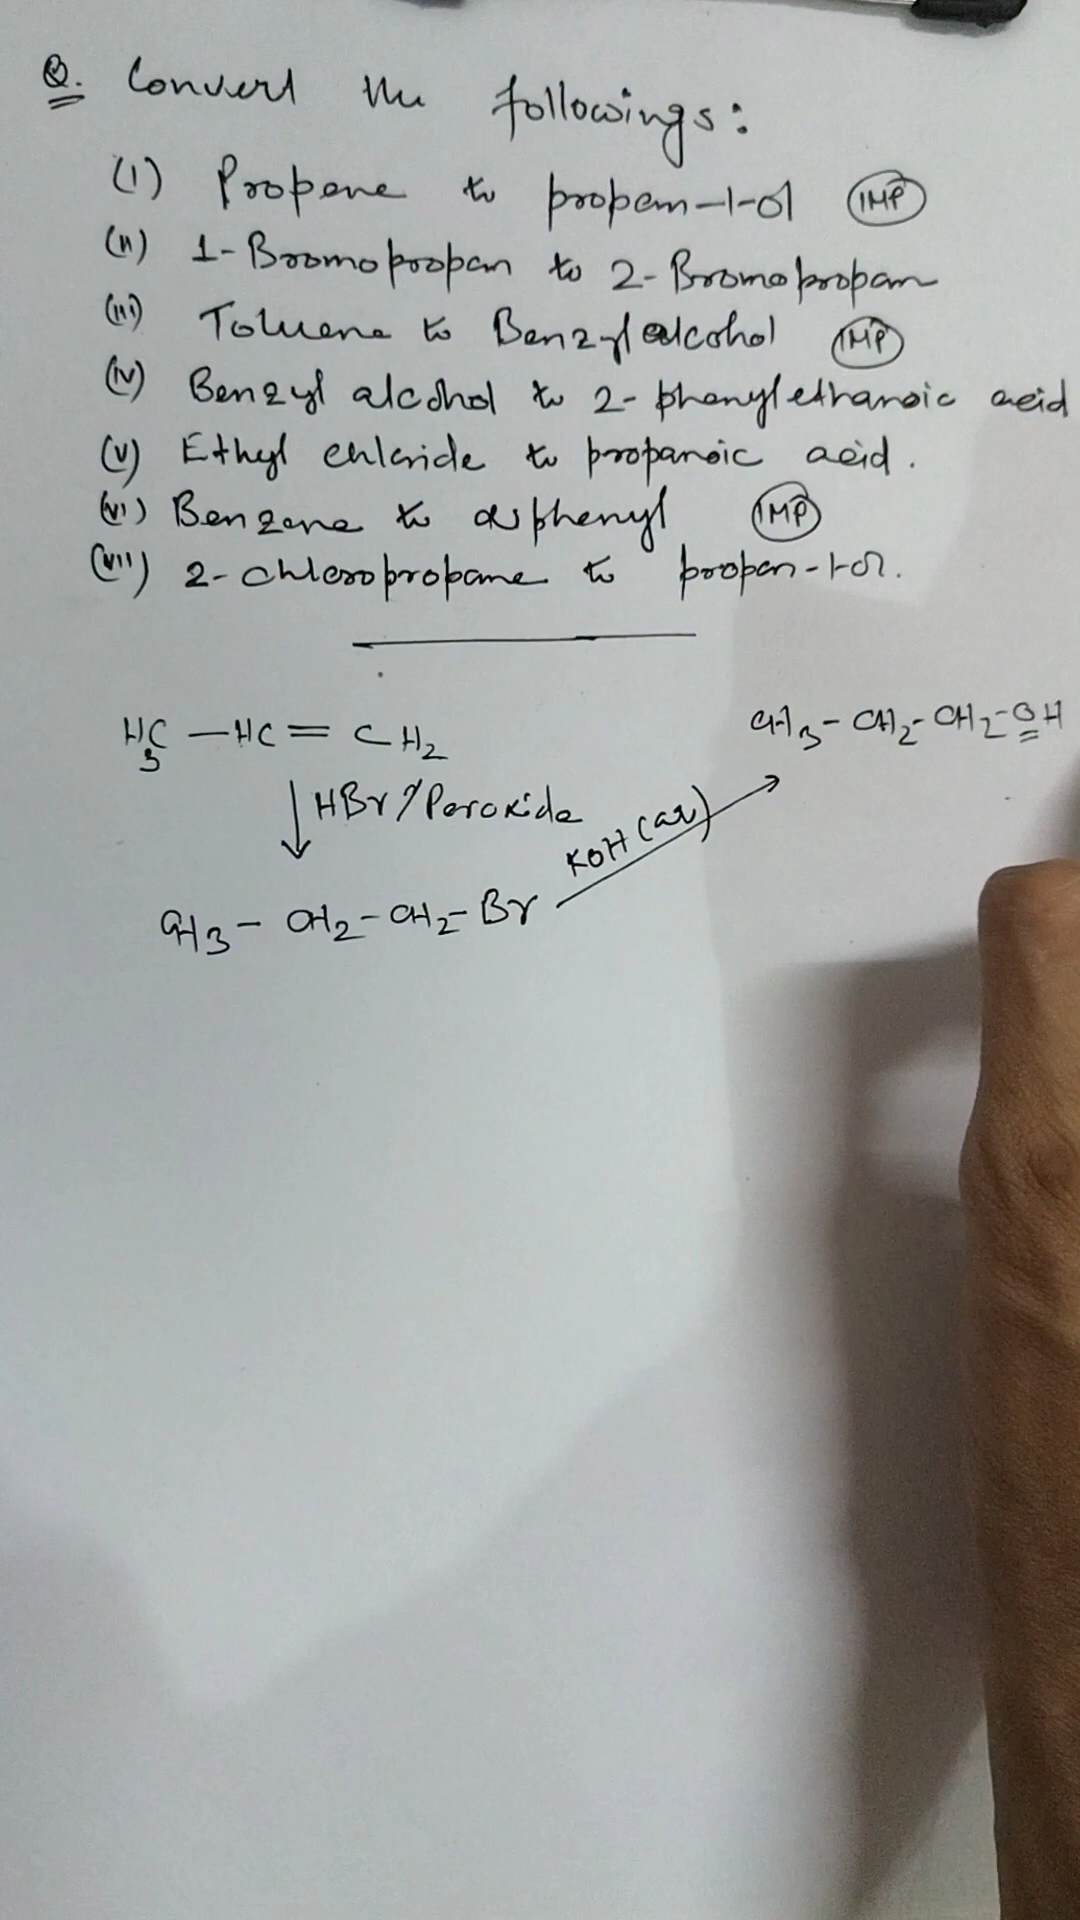 Q. Convert the followings:
(i) Propene to propan-1-ol IMP
(ii) 1-Bromopropan to 2-Bromopropan
(iii) Toluene to Benzyl alcohol IMP
(iv) Benzyl alcohol to 2-phenylethanoic acid
(v) Ethyl chloride to propanoic acid.
(vi) Benzene to diphenyl IMP
(vii) 2-chloropropane to propan-1-ol.
H3C - HC = CH2
CH3 - CH2 - CH2 - OH
HBr / Peroxide
KOH (aq)
CH3 - CH2 - CH2 - Br